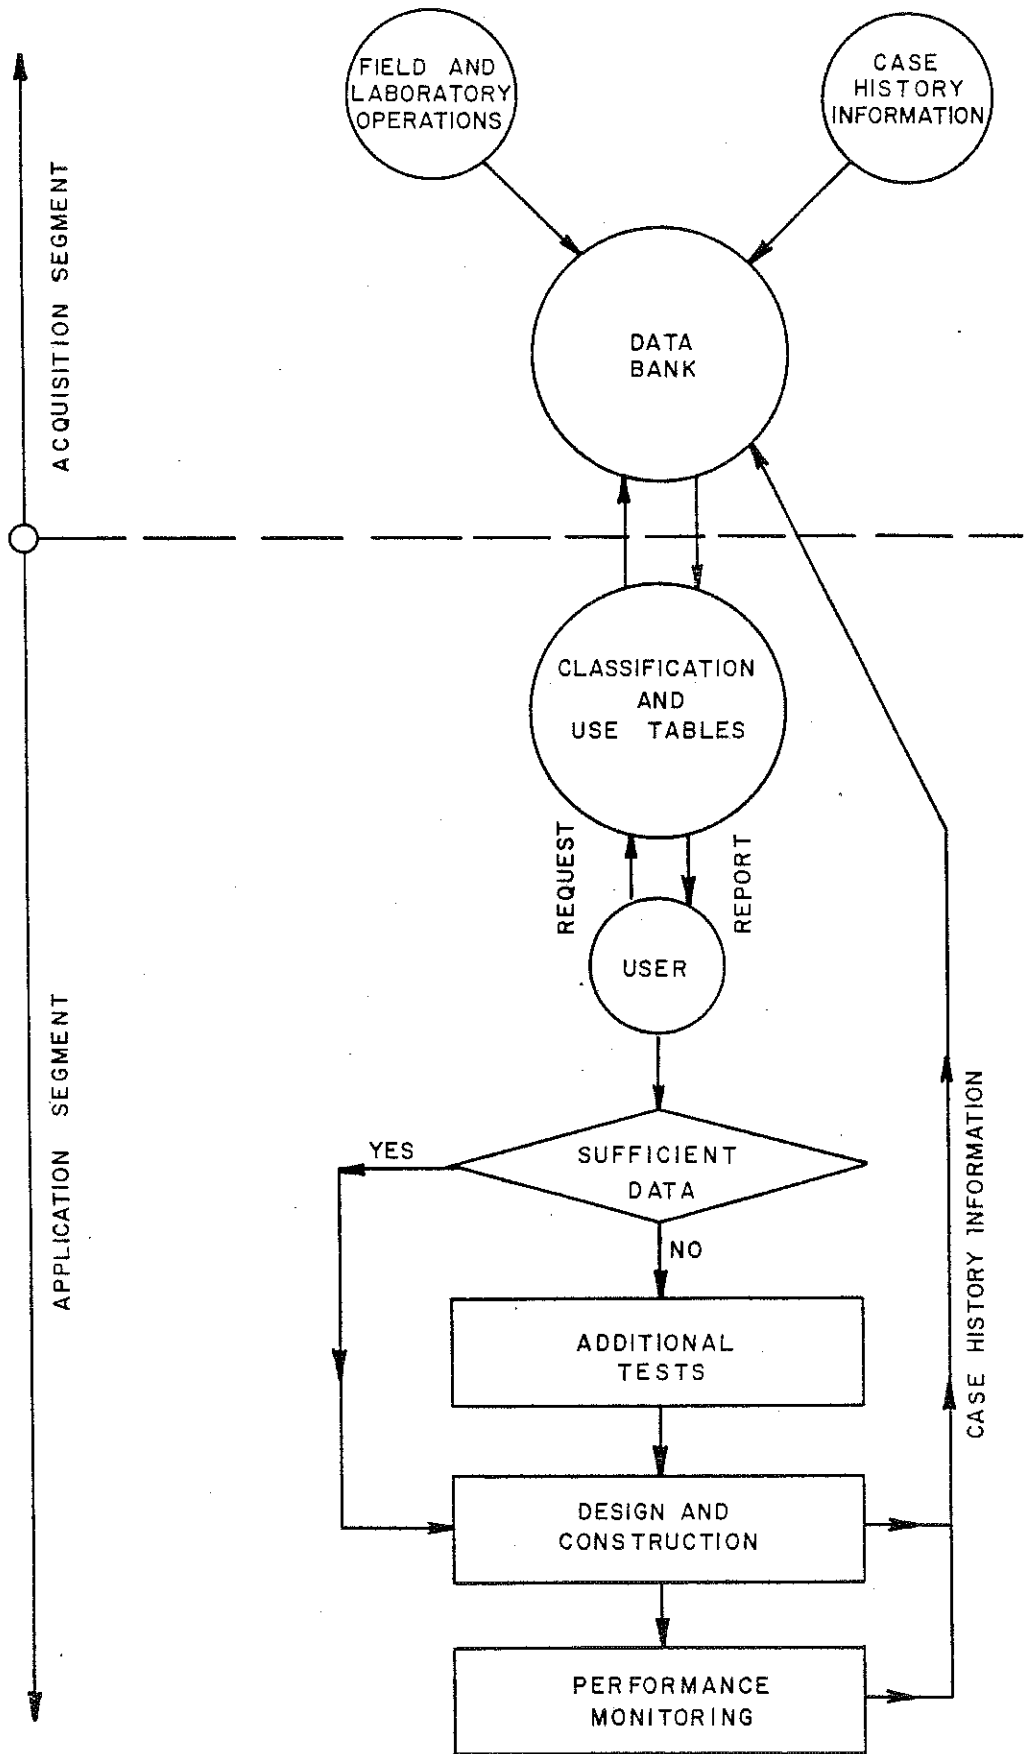 FIELD AND
LABORATORY
OPERATIONS
CASE
HISTORY
INFORMATION
ACQUISITION SEGMENT
DATA
BANK
CLASSIFICATION
AND
USE TABLES
REQUEST
REPORT
USER
APPLICATION SEGMENT
YES
SUFFICIENT
DATA
NO
CASE HISTORY INFORMATION
ADDITIONAL
TESTS
DESIGN AND
CONSTRUCTION
PERFORMANCE
MONITORING